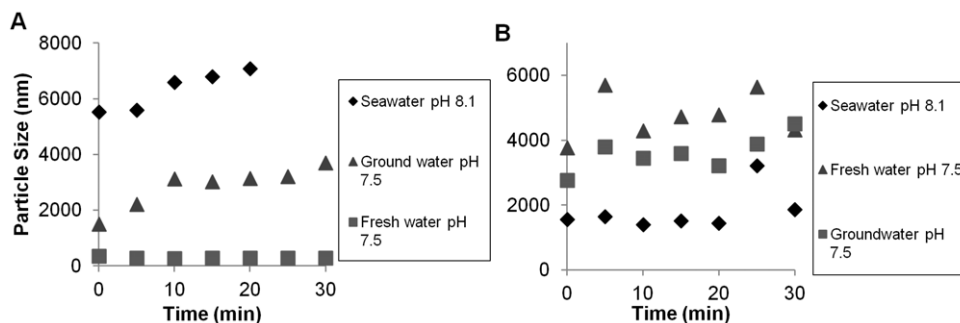 A
8000
6000
4000
2000
0
Particle Size (nm)
0
10
20
30
Time (min)
Seawater pH 8.1
Ground water pH
7.5
Fresh water pH
7.5
B
6000
4000
2000
0
0
10
20
30
Time (min)
Seawater pH 8.1
Fresh water pH 7.5
Groundwater pH
7.5